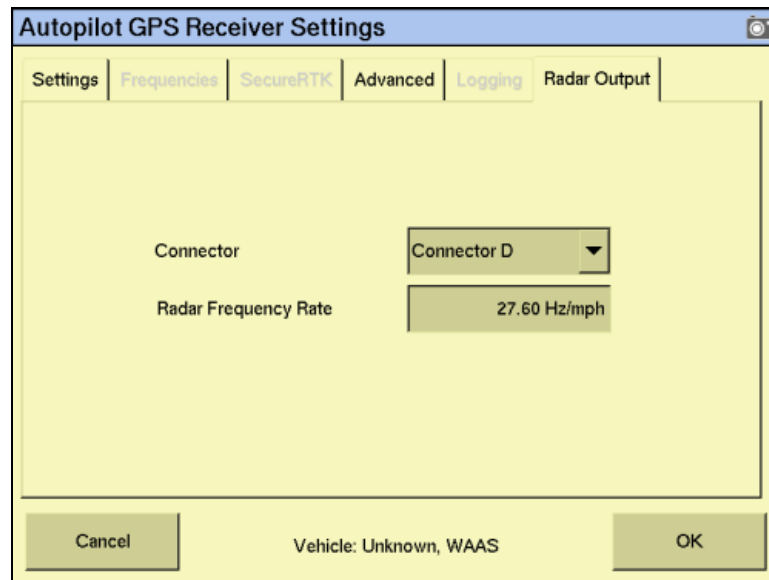 Autopilot GPS Receiver Settings
Settings Frequencies SecureRTK Advanced Logging Radar Output
Connector Connector D
Radar Frequency Rate 27.60 Hz/mph
Cancel Vehicle: Unknown, WAAS OK